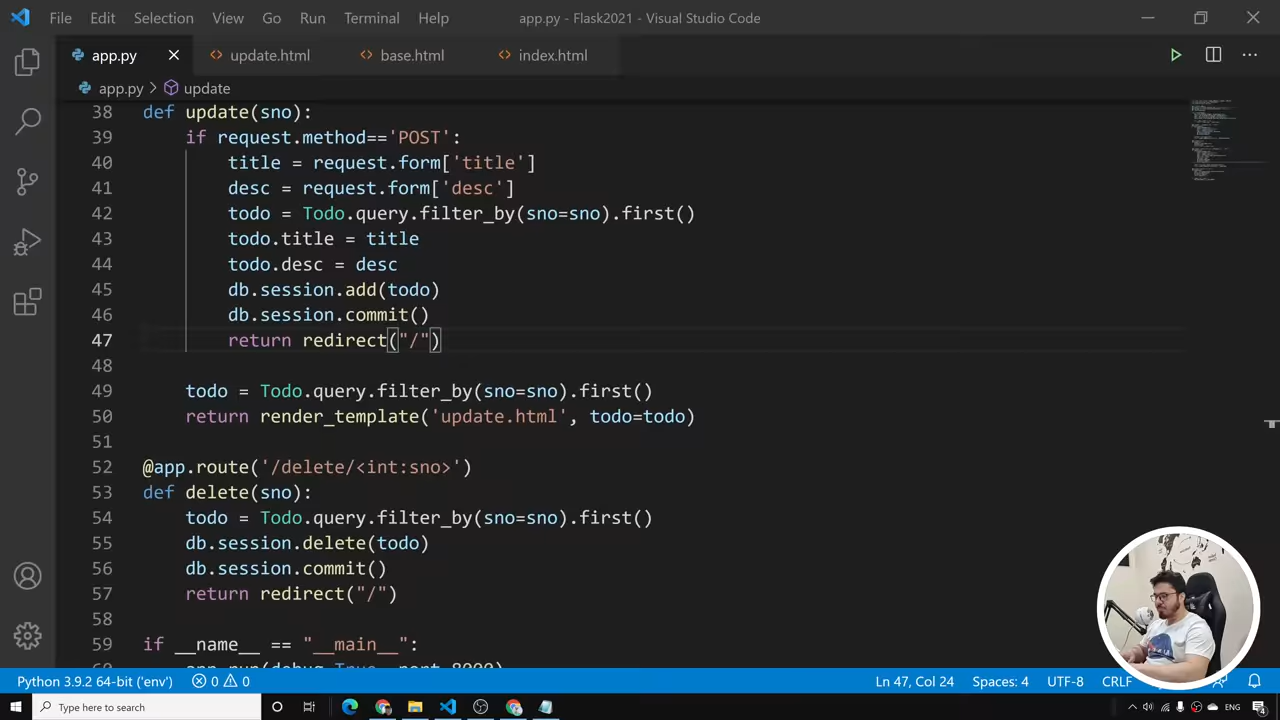 File Edit Selection View Go Run Terminal Help app.py - Flask2021 - Visual Studio Code
app.py update.html base.html index.html
app.py > update
38 def update(sno):
39 if request.method=='POST':
40 title = request.form['title']
41 desc = request.form['desc']
42 todo = Todo.query.filter_by(sno=sno).first()
43 todo.title = title
44 todo.desc = desc
45 db.session.add(todo)
46 db.session.commit()
47 return redirect("/")
48
49 todo = Todo.query.filter_by(sno=sno).first()
50 return render_template('update.html', todo=todo)
51
52 @app.route('/delete/<int:sno>')
53 def delete(sno):
54 todo = Todo.query.filter_by(sno=sno).first()
55 db.session.delete(todo)
56 db.session.commit()
57 return redirect("/")
58
59 if __name__ == "__main__":
60 app.run(debug=True, port=8000)
Python 3.9.2 64-bit ('env') 0 0 Ln 47, Col 24 Spaces: 4 UTF-8 CRLF
Type here to search ENG